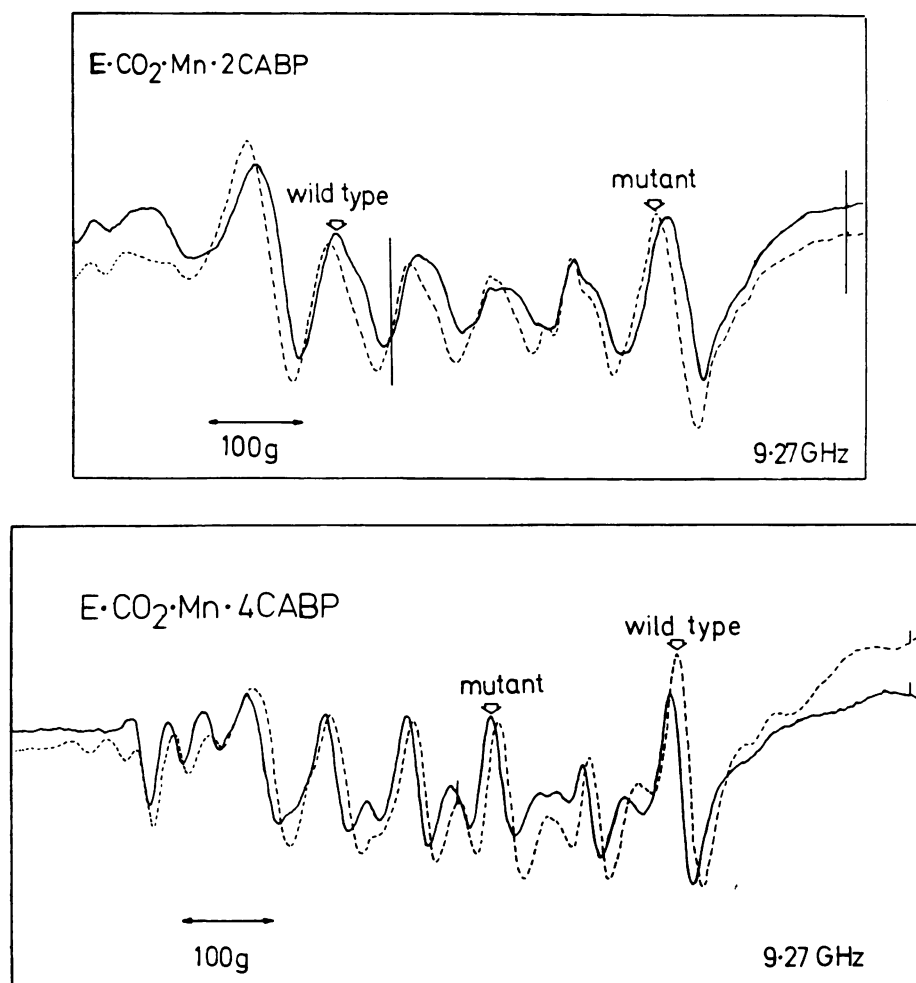 E·CO₂·Mn·2CABP
wild type
mutant
100g
9·27GHz
E·CO₂·Mn·4CABP
wild type
mutant
100g
9·27 GHz